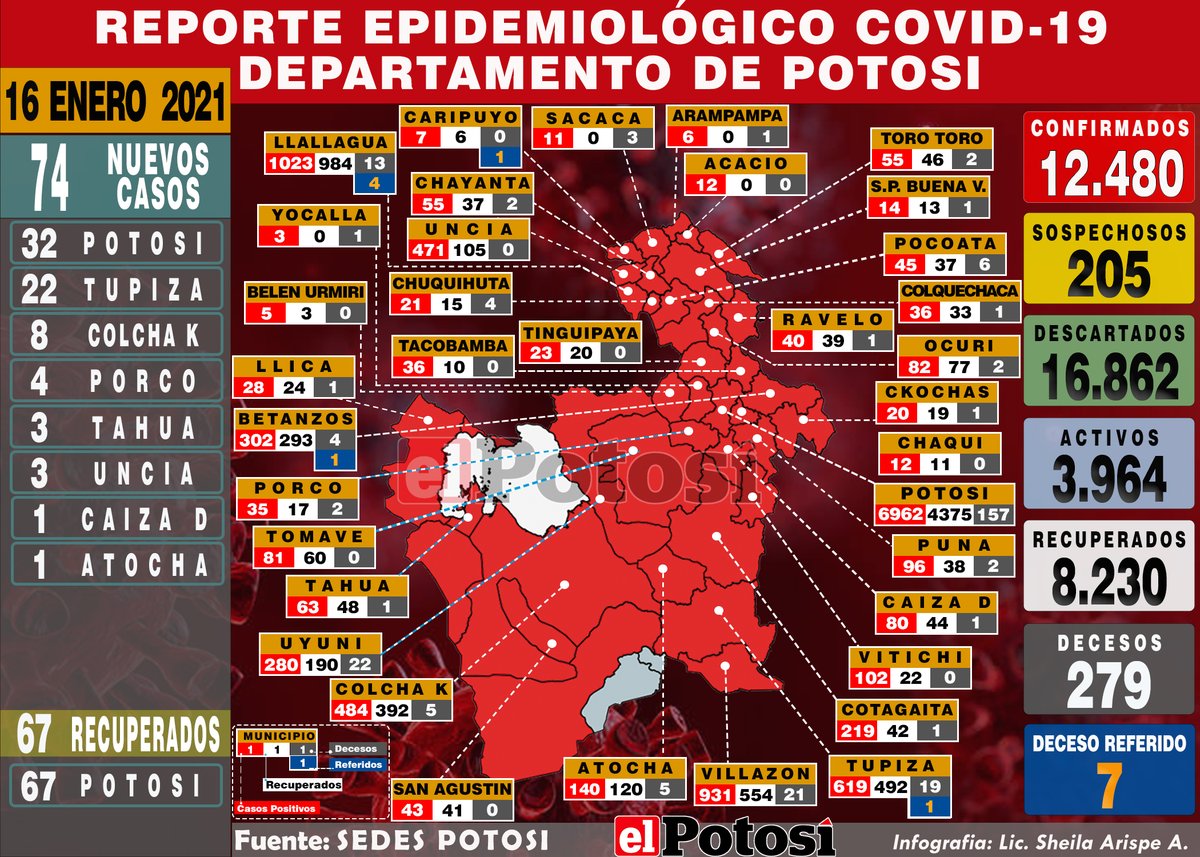 REPORTE EPIDEMIOLÓGICO COVID-19
DEPARTAMENTO DE POTOSI
16 ENERO 2021
74 NUEVOS CASOS
32 POTOSI
22 TUPIZA
8 COLCHA K
4 PORCO
3 TAHUA
3 UNCIA
1 CAIZA D
1 ATOCHA
67 RECUPERADOS
67 POTOSI
LLALLAGUA
1023 984 13
4
CARIPUYO
7 6 0
1
SACACA
11 0 3
ARAMPAMPA
6 0 1
ACACIO
12 0 0
TORO TORO
55 46 2
S.P. BUENA V.
14 13 1
CHAYANTA
55 37 2
YOCALLA
3 0 1
UNCIA
471 105 0
POCOATA
45 37 6
BELEN URMIRI
5 3 0
CHUQUIHUTA
21 15 4
COLQUECHACA
36 33 1
TINGUIPAYA
23 20 0
RAVELO
40 39 1
TACOBAMBA
36 10 0
OCURI
82 77 2
LLICA
28 24 1
CKOCHAS
20 19 1
BETANZOS
302 293 4
1
CHAQUI
12 11 0
PORCO
35 17 2
POTOSI
6962 4375 157
TOMAVE
81 60 0
PUNA
96 38 2
TAHUA
63 48 1
CAIZA D
80 44 1
UYUNI
280 190 22
VITICHI
102 22 0
COLCHA K
484 392 5
COTAGAITA
219 42 1
SAN AGUSTIN
43 41 0
ATOCHA
140 120 5
VILLAZON
931 554 21
TUPIZA
619 492 19
1
el Potosí
MUNICIPIO
1 1 1
1
Decesos
Referidos
Recuperados
Casos Positivos
CONFIRMADOS
12.480
SOSPECHOSOS
205
DESCARTADOS
16.862
ACTIVOS
3.964
RECUPERADOS
8.230
DECESOS
279
DECESO REFERIDO
7
Fuente: SEDES POTOSI
el Potosí
Infografia: Lic. Sheila Arispe A.